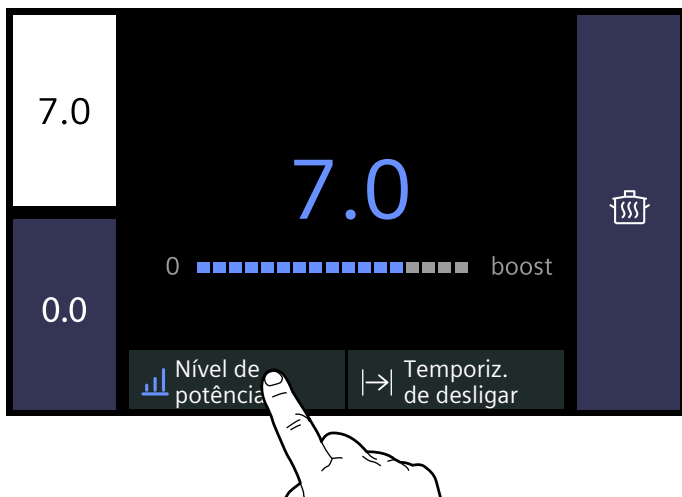 7.0
0.0
7.0
0
boost
Nível de
potência
Temporiz.
de desligar